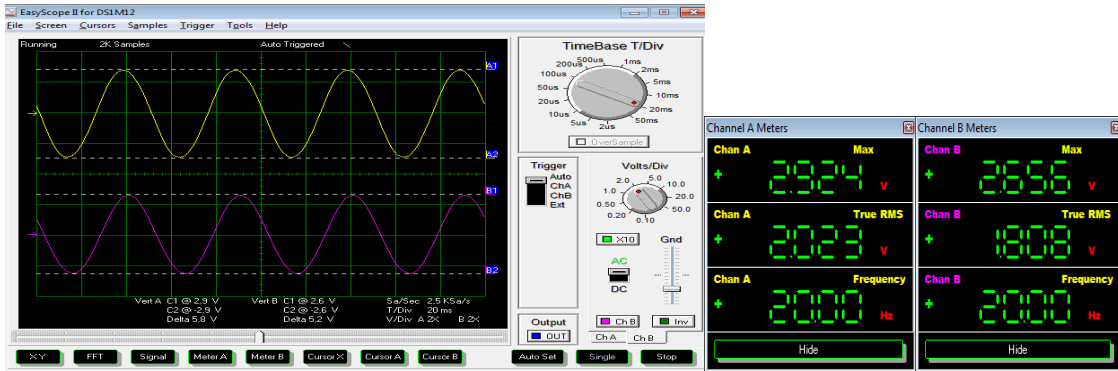 EasyScope II for DS1M12
File Screen Cursors Samples Trigger Tools Help
Running 2K Samples Auto Triggered
A1
A2
B1
B2
Vert A C1 @ 2,9 V Vert B C1 @ 2,6 V Sa/Sec 2,5 KSa/s
C2 @ -2,9 V C2 @ -2,6 V T/Div 20 ms
Delta 5,8 V Delta 5,2 V V/Div A 2X B 2X
TimeBase T/Div
500us 1ms
200us 2ms
100us 5ms
50us 10ms
20us 20ms
10us 50ms
5us 2us
OverSample
Trigger
Auto
ChA
ChB
Ext
Volts/Div
2.0 5.0
1.0 10.0
0.50 20.0
0.20 0.10 50.0
X10 Gnd
AC
DC
Ch B Inv
Output
OUT
Ch A Ch B
XY FFT Signal Meter A Meter B Cursor X Cursor A Cursor B Auto Set Single Stop
Channel A Meters
Chan A Max
+ 2.924 V
Chan A True RMS
+ 2.023 V
Chan A Frequency
+ 20.00 Hz
Hide
Channel B Meters
Chan B Max
+ 2.656 V
Chan B True RMS
+ 1.808 V
Chan B Frequency
+ 20.00 Hz
Hide